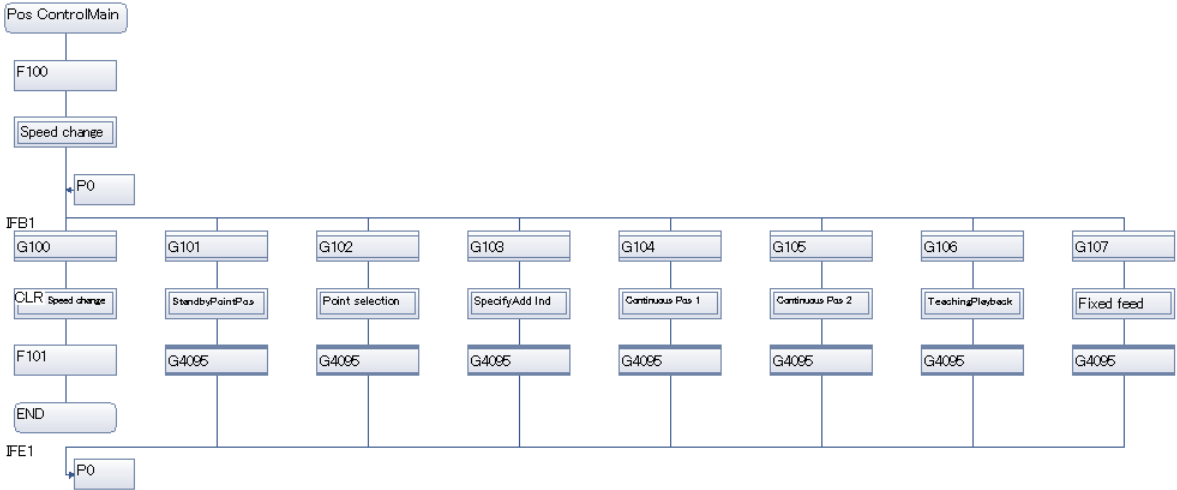 Pos ControlMain
F100
Speed change
P0
IFB1
G100 G101 G102 G103 G104 G105 G106 G107
CLR Speed change StandbyPointPos Point selection SpecifyAdd Ind Continuous Pos 1 Continuous Pos 2 TeachingPlayback Fixed feed
F101 G4095 G4095 G4095 G4095 G4095 G4095 G4095
END
IFE1
P0